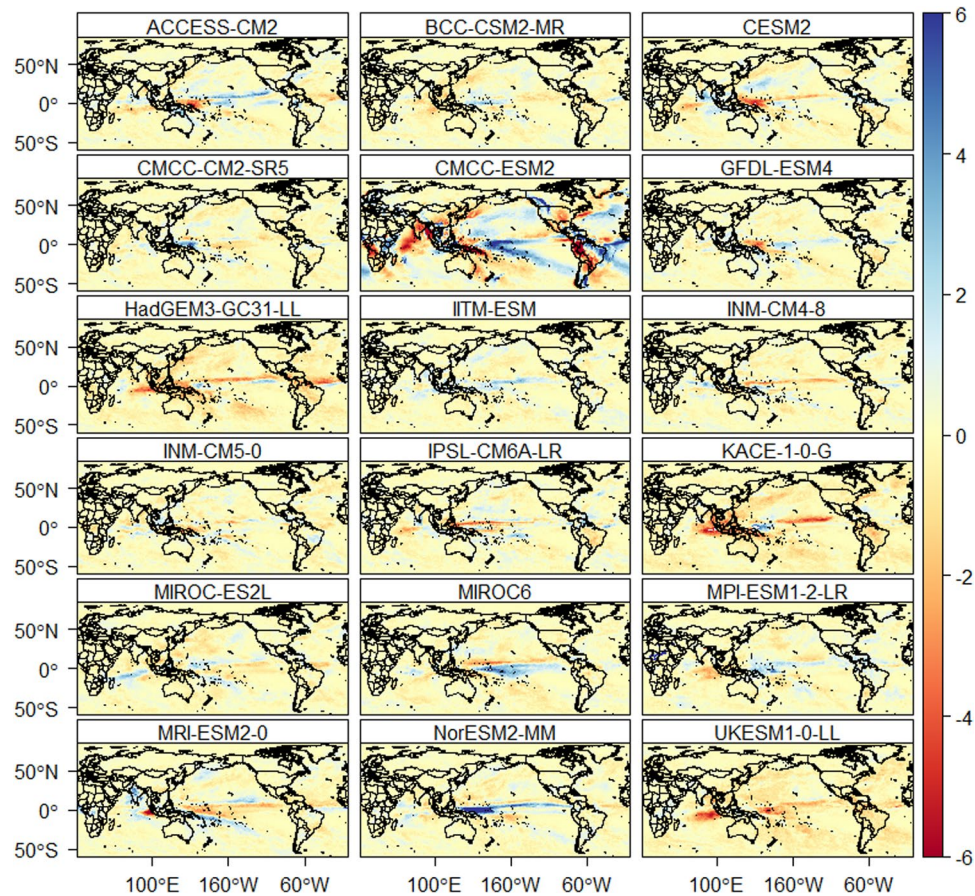 ACCESS-CM2 BCC-CSM2-MR CESM2
50°N
0°
50°S
CMCC-CM2-SR5 CMCC-ESM2 GFDL-ESM4
50°N
0°
50°S
HadGEM3-GC31-LL IITM-ESM INM-CM4-8
50°N
0°
50°S
INM-CM5-0 IPSL-CM6A-LR KACE-1-0-G
50°N
0°
50°S
MIROC-ES2L MIROC6 MPI-ESM1-2-LR
50°N
0°
50°S
MRI-ESM2-0 NorESM2-MM UKESM1-0-LL
50°N
0°
50°S
100°E 160°W 60°W 100°E 160°W 60°W 100°E 160°W 60°W
6
4
2
0
-2
-4
-6